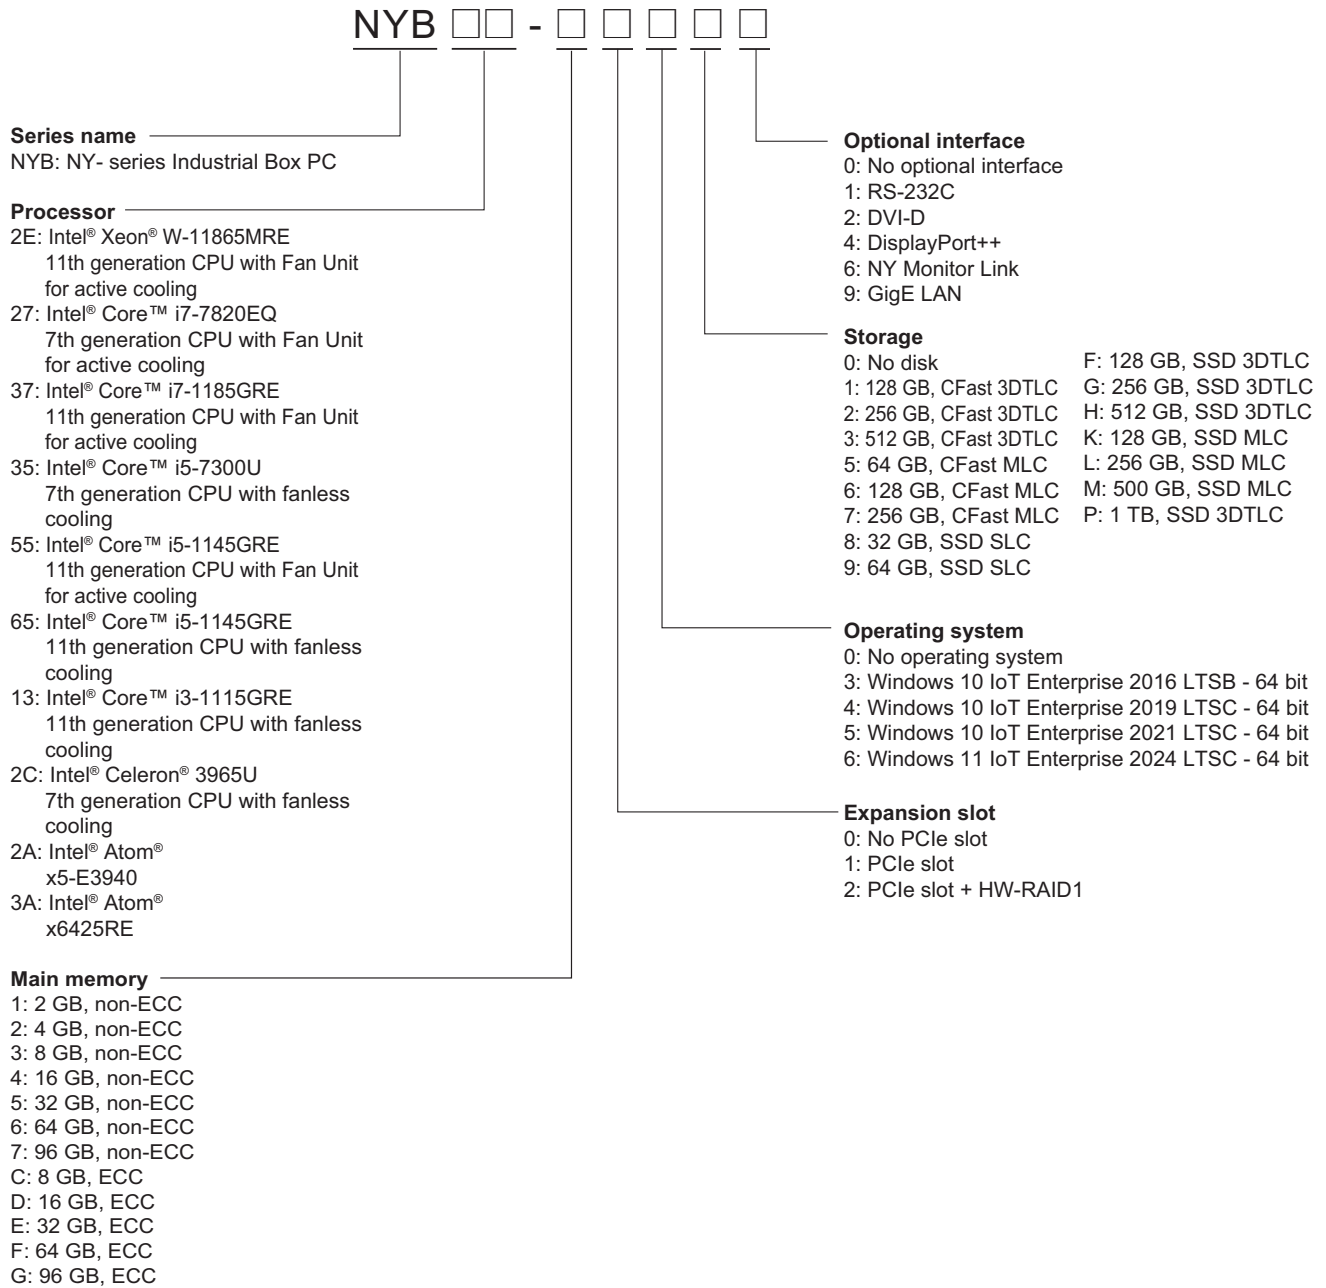 NYB □□ - □ □ □ □ □
Series name
NYB: NY- series Industrial Box PC
Processor
2E: Intel® Xeon® W-11865MRE
11th generation CPU with Fan Unit
for active cooling
27: Intel® Core™ i7-7820EQ
7th generation CPU with Fan Unit
for active cooling
37: Intel® Core™ i7-1185GRE
11th generation CPU with Fan Unit
for active cooling
35: Intel® Core™ i5-7300U
7th generation CPU with fanless
cooling
55: Intel® Core™ i5-1145GRE
11th generation CPU with Fan Unit
for active cooling
65: Intel® Core™ i5-1145GRE
11th generation CPU with fanless
cooling
13: Intel® Core™ i3-1115GRE
11th generation CPU with fanless
cooling
2C: Intel® Celeron® 3965U
7th generation CPU with fanless
cooling
2A: Intel® Atom®
x5-E3940
3A: Intel® Atom®
x6425RE
Main memory
1: 2 GB, non-ECC
2: 4 GB, non-ECC
3: 8 GB, non-ECC
4: 16 GB, non-ECC
5: 32 GB, non-ECC
6: 64 GB, non-ECC
7: 96 GB, non-ECC
C: 8 GB, ECC
D: 16 GB, ECC
E: 32 GB, ECC
F: 64 GB, ECC
G: 96 GB, ECC
Optional interface
0: No optional interface
1: RS-232C
2: DVI-D
4: DisplayPort++
6: NY Monitor Link
9: GigE LAN
Storage
0: No disk
1: 128 GB, CFast 3DTLC
2: 256 GB, CFast 3DTLC
3: 512 GB, CFast 3DTLC
5: 64 GB, CFast MLC
6: 128 GB, CFast MLC
7: 256 GB, CFast MLC
8: 32 GB, SSD SLC
9: 64 GB, SSD SLC
F: 128 GB, SSD 3DTLC
G: 256 GB, SSD 3DTLC
H: 512 GB, SSD 3DTLC
K: 128 GB, SSD MLC
L: 256 GB, SSD MLC
M: 500 GB, SSD MLC
P: 1 TB, SSD 3DTLC
Operating system
0: No operating system
3: Windows 10 IoT Enterprise 2016 LTSB - 64 bit
4: Windows 10 IoT Enterprise 2019 LTSC - 64 bit
5: Windows 10 IoT Enterprise 2021 LTSC - 64 bit
6: Windows 11 IoT Enterprise 2024 LTSC - 64 bit
Expansion slot
0: No PCIe slot
1: PCIe slot
2: PCIe slot + HW-RAID1